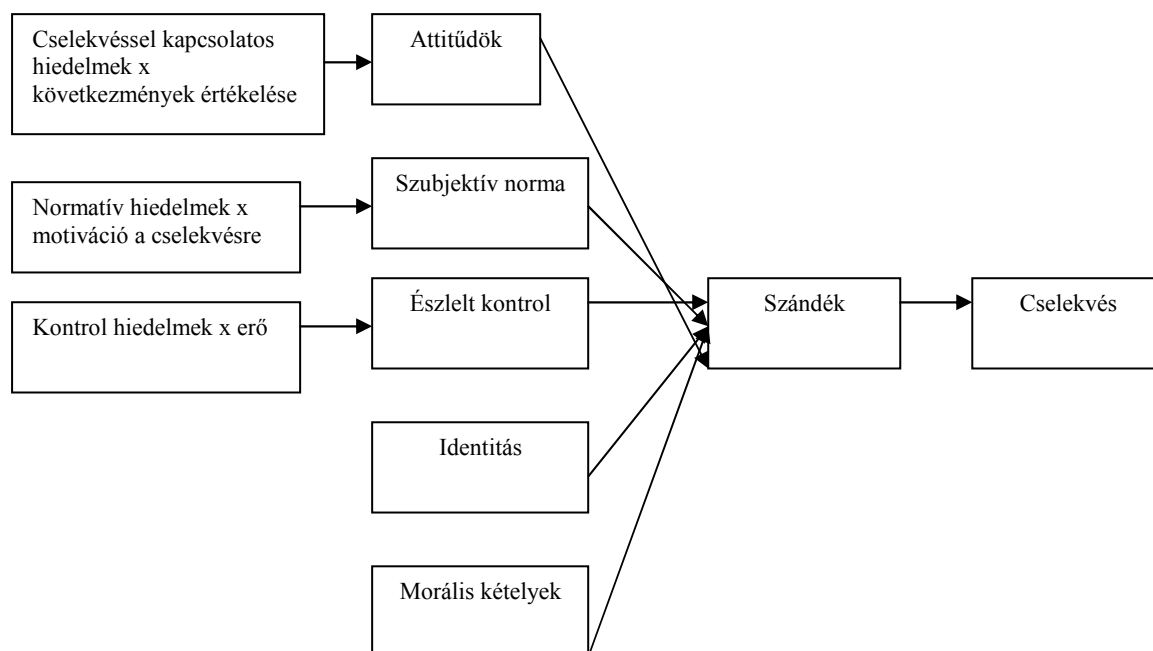 Cselekvéssel kapcsolatos
hiedelmek x
következmények értékelése
Attitűdök
Normatív hiedelmek x
motiváció a cselekvésre
Szubjektív norma
Kontrol hiedelmek x erő
Észlelt kontrol
Szándék
Cselekvés
Identitás
Morális kételyek